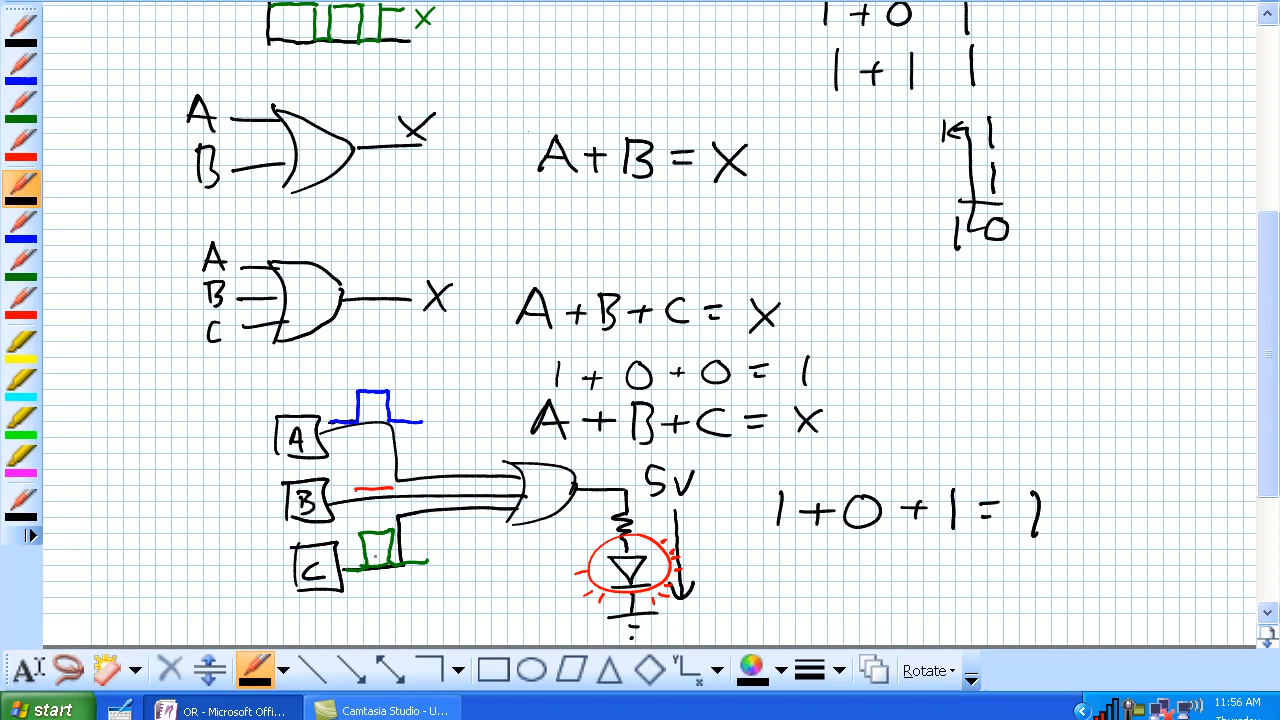 X
1 + 0 1
1 + 1 1
A
B
X
A + B = X
1
1
1 0
A
B
C
X
A + B + C = X
1 + 0 + 0 = 1
A + B + C = X
A
B
C
5V
1 + 0 + 1 = 1
A
Rotate
start
OR - Microsoft Offi...
Camtasia Studio - U...
11:56 AM
Thursday